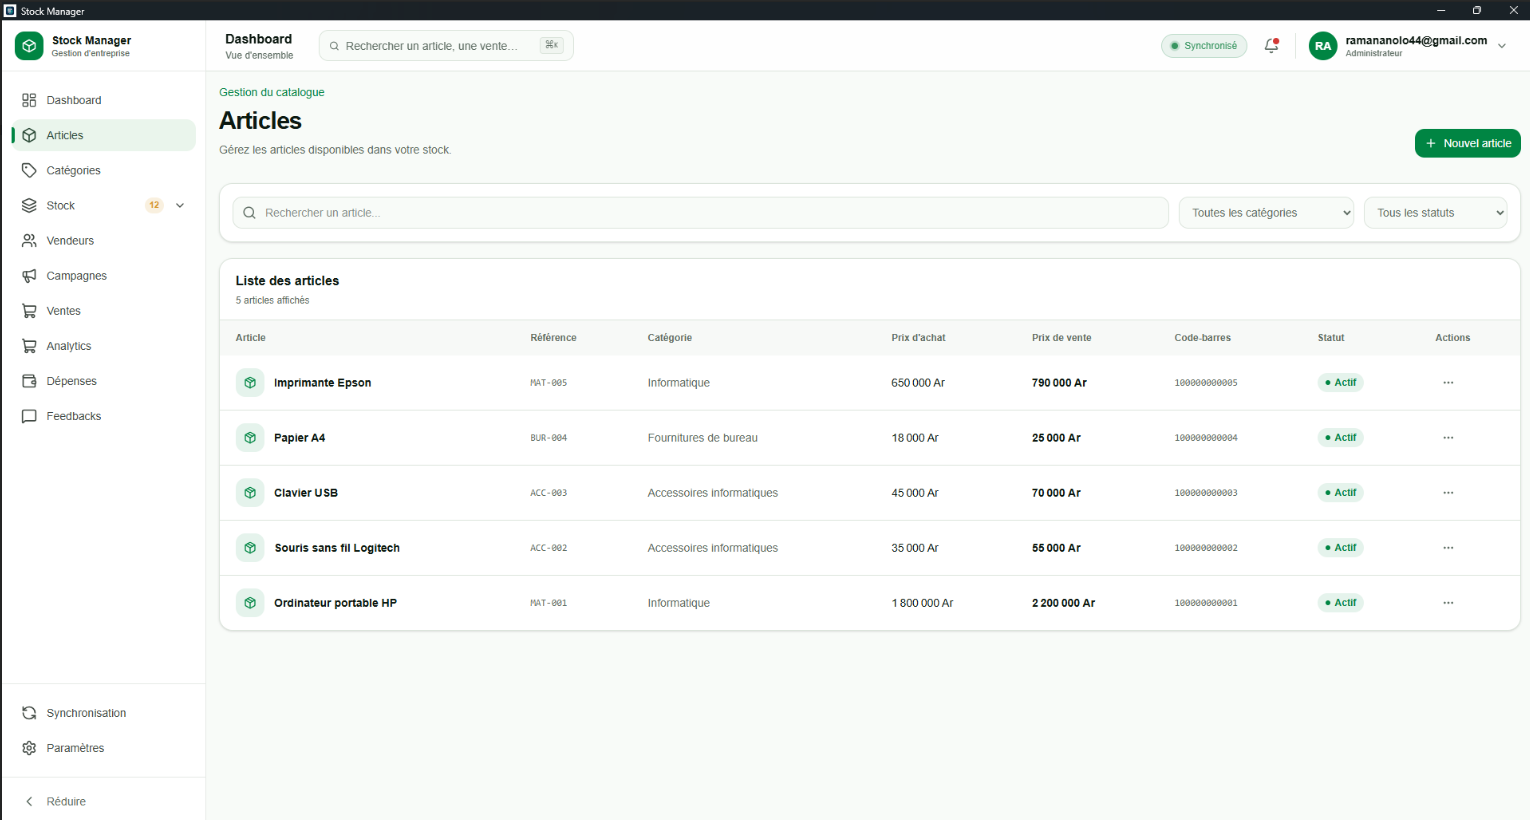 Stock Manager
Stock Manager
Gestion d'entreprise
Dashboard
Vue d'ensemble
Rechercher un article, une vente...
⌘K
Synchronisé
RA
ramananolo44@gmail.com
Administrateur
Dashboard
Articles
Catégories
Stock 12
Vendeurs
Campagnes
Ventes
Analytics
Dépenses
Feedbacks
Synchronisation
Paramètres
Réduire
Gestion du catalogue
Articles
Gérez les articles disponibles dans votre stock.
+ Nouvel article
Rechercher un article...
Toutes les catégories
Tous les statuts
Liste des articles
5 articles affichés
Article Référence Catégorie Prix d'achat Prix de vente Code-barres Statut Actions
Imprimante Epson MAT-005 Informatique 650 000 Ar 790 000 Ar 100000000005 Actif ...
Papier A4 BUR-004 Fournitures de bureau 18 000 Ar 25 000 Ar 100000000004 Actif ...
Clavier USB ACC-003 Accessoires informatiques 45 000 Ar 70 000 Ar 100000000003 Actif ...
Souris sans fil Logitech ACC-002 Accessoires informatiques 35 000 Ar 55 000 Ar 100000000002 Actif ...
Ordinateur portable HP MAT-001 Informatique 1 800 000 Ar 2 200 000 Ar 100000000001 Actif ...